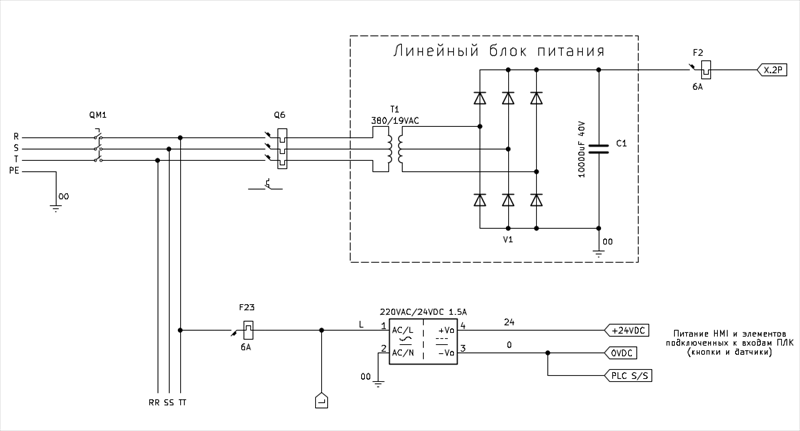 Линейный блок питания
F2
X.2P
6A
T1
380/19VAC
QM1
Q6
R
S
T
PE
00
10000uF 40V
C1
V1
00
F23
6A
220VAC/24VDC 1.5A
L
1
AC/L
+Vo
4
24
+24VDC
2
AC/N
-Vo
3
0
0VDC
00
PLC S/S
Питание HMI и элементов
подключенных к входам ПЛК
(кнопки и датчики)
L
RR SS TT